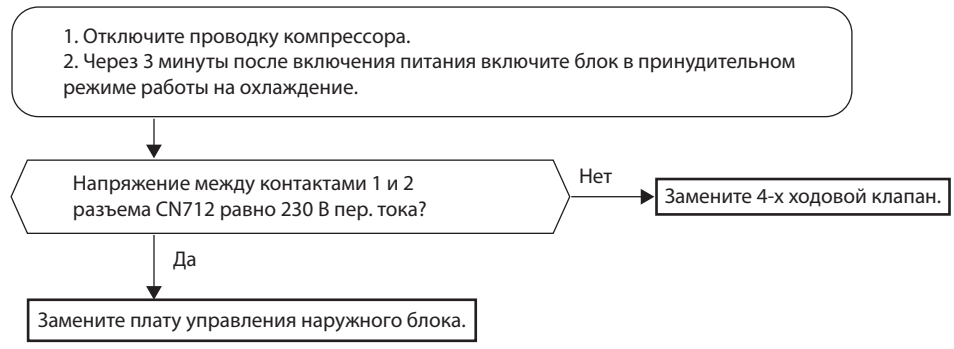 1. Отключите проводку компрессора.
2. Через 3 минуты после включения питания включите блок в принудительном
режиме работы на охлаждение.
Напряжение между контактами 1 и 2
разъема CN712 равно 230 В пер. тока?
Нет
Замените 4-х ходовой клапан.
Да
Замените плату управления наружного блока.